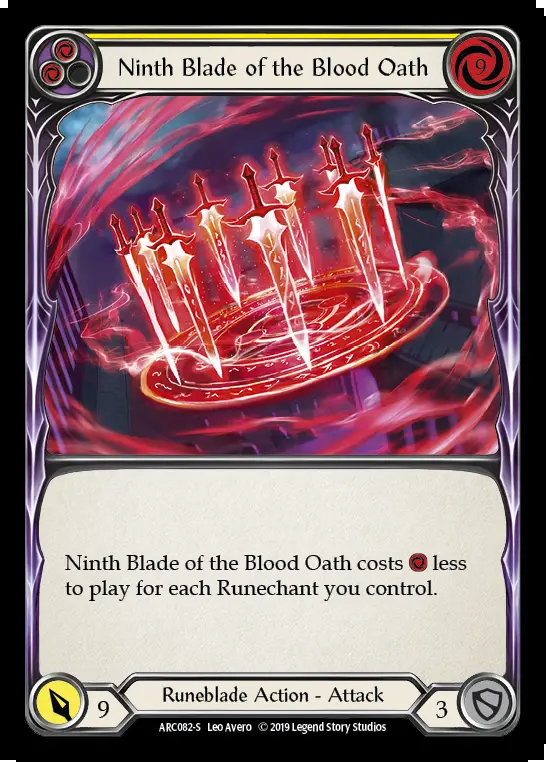 Ninth Blade of the Blood Oath
9
Ninth Blade of the Blood Oath costs less
to play for each Runechant you control.
Runeblade Action - Attack
9
3
ARC082-S Leo Avero © 2019 Legend Story Studios